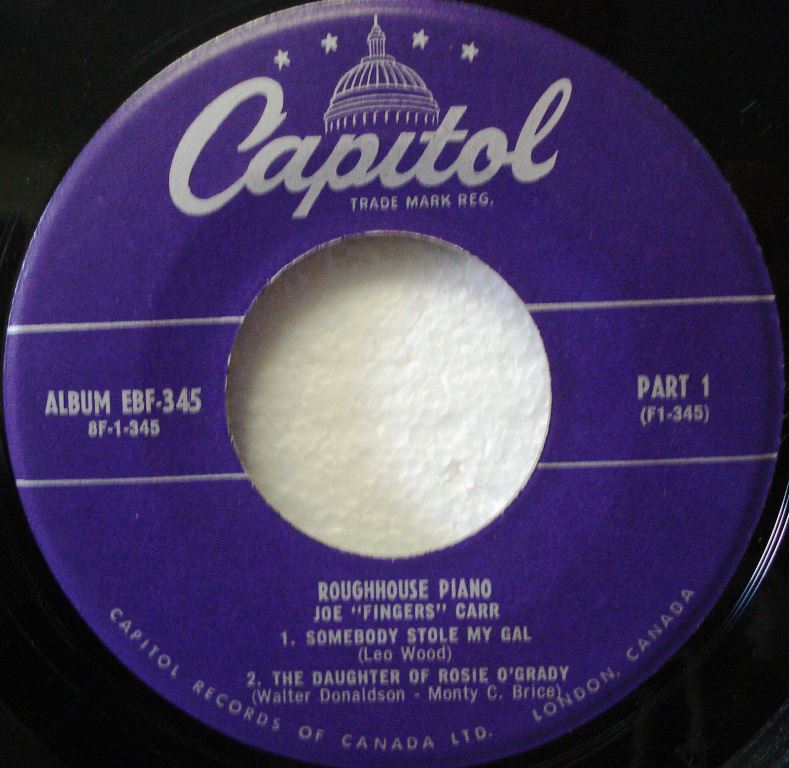 Capitol
TRADE MARK REG.
ALBUM EBF-345
8F-1-345
PART 1
(F1-345)
ROUGHHOUSE PIANO
JOE "FINGERS" CARR
1. SOMEBODY STOLE MY GAL
(Leo Wood)
2. THE DAUGHTER OF ROSIE O'GRADY
(Walter Donaldson - Monty C. Brice)
CAPITOL RECORDS OF CANADA LTD. LONDON, CANADA